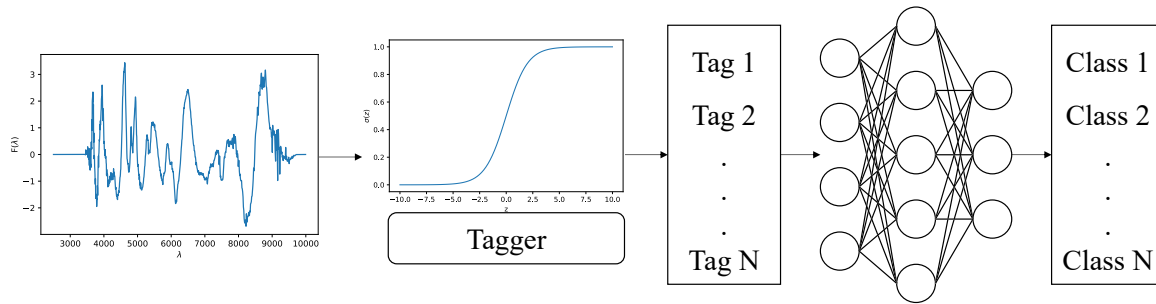 F(λ)
3
2
1
0
−1
−2
3000 4000 5000 6000 7000 8000 9000 10000
λ
σ(z)
1.0
0.8
0.6
0.4
0.2
0.0
−10.0 −7.5 −5.0 −2.5 0.0 2.5 5.0 7.5 10.0
z
Tagger
Tag 1
Tag 2
.
.
.
Tag N
Class 1
Class 2
.
.
.
Class N